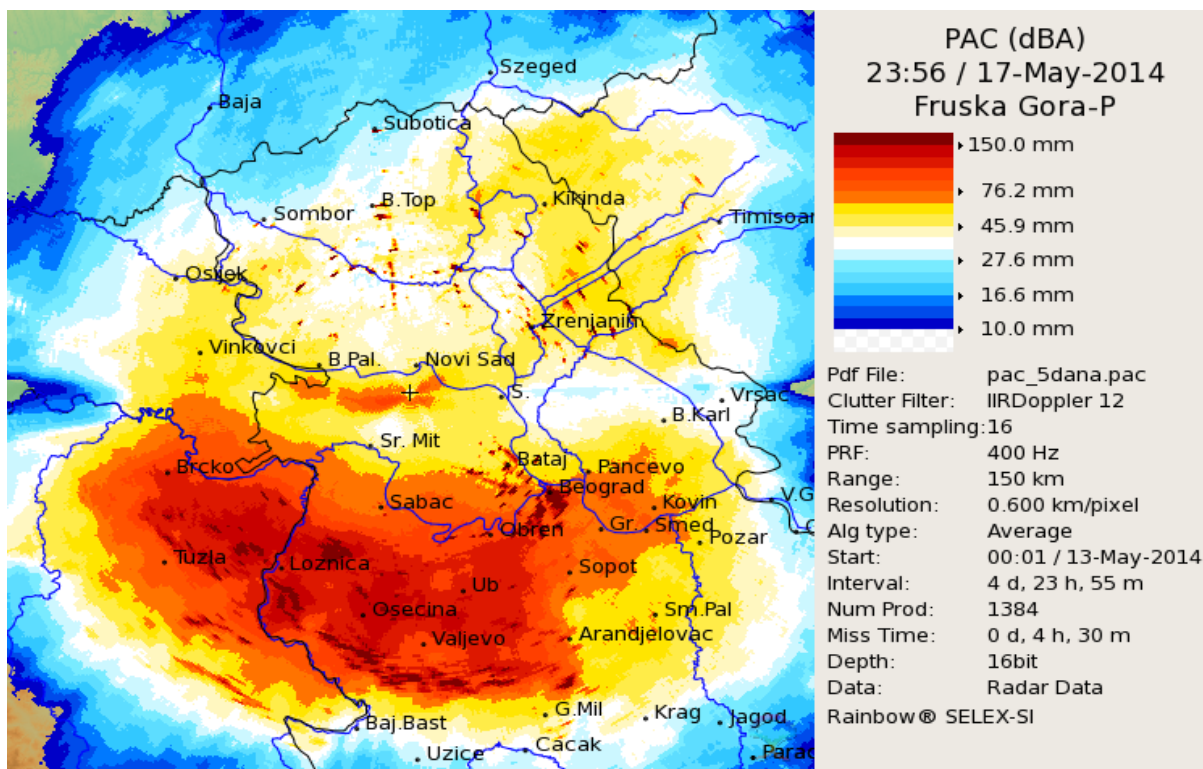 PAC (dBA)
23:56 / 17-May-2014
Fruska Gora-P
150.0 mm
76.2 mm
45.9 mm
27.6 mm
16.6 mm
10.0 mm
Pdf File: pac_5dana.pac
Clutter Filter: IIRDoppler 12
Time sampling:16
PRF: 400 Hz
Range: 150 km
Resolution: 0.600 km/pixel
Alg type: Average
Start: 00:01 / 13-May-2014
Interval: 4 d, 23 h, 55 m
Num Prod: 1384
Miss Time: 0 d, 4 h, 30 m
Depth: 16bit
Data: Radar Data
Rainbow® SELEX-SI
Szeged
Baja
Subotica
B.Top
Kikinda
Sombor
Timisoar
Osijek
Zrenjanin
Vinkovci
B.Pal.
Novi Sad
S.
Vrsac
B.Karl
Sr. Mit
Bataj
Pancevo
Brcko
Beograd
Sabac
Kovin
V.G
Obren
Gr.
Smed
Pozar
Tuzla
Loznica
Sopot
Ub
Osecina
Sm.Pal
Valjevo
Arandjelovac
G.Mil
Krag
Jagod
Baj.Bast
Uzice
Cacak
Parac